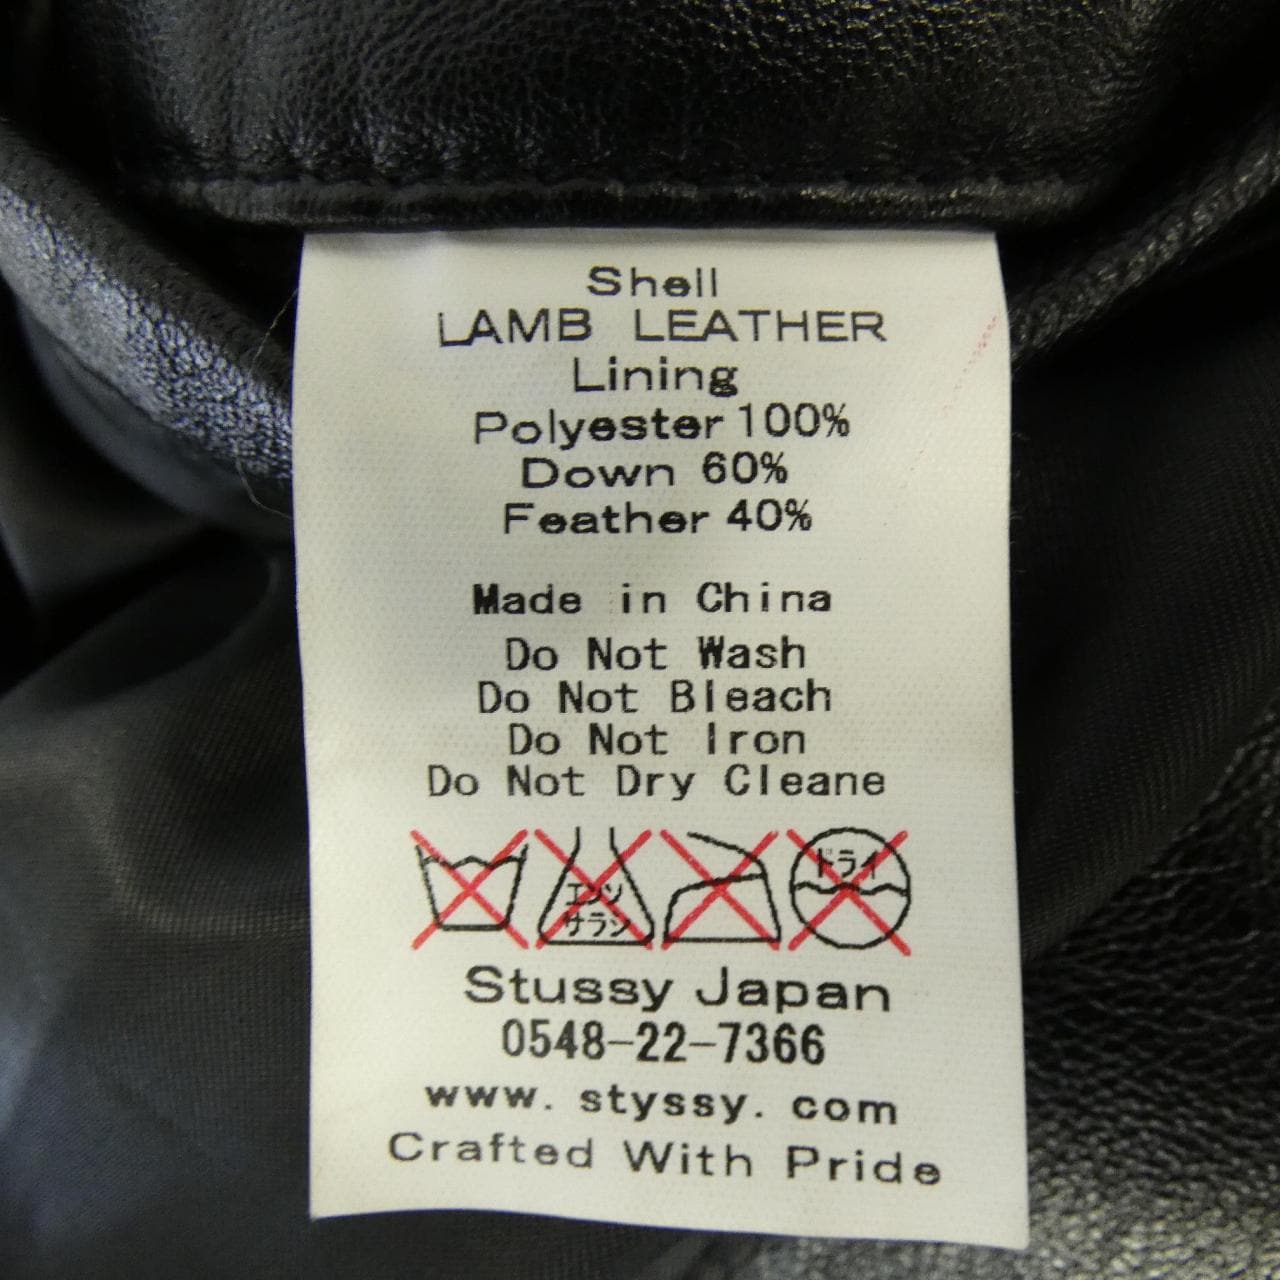 Shell
LAMB LEATHER
Lining
Polyester 100%
Down 60%
Feather 40%
Made in China
Do Not Wash
Do Not Bleach
Do Not Iron
Do Not Dry Cleane
エンソ
サラシ
ドライ
Stussy Japan
0548-22-7366
www. styssy. com
Crafted With Pride